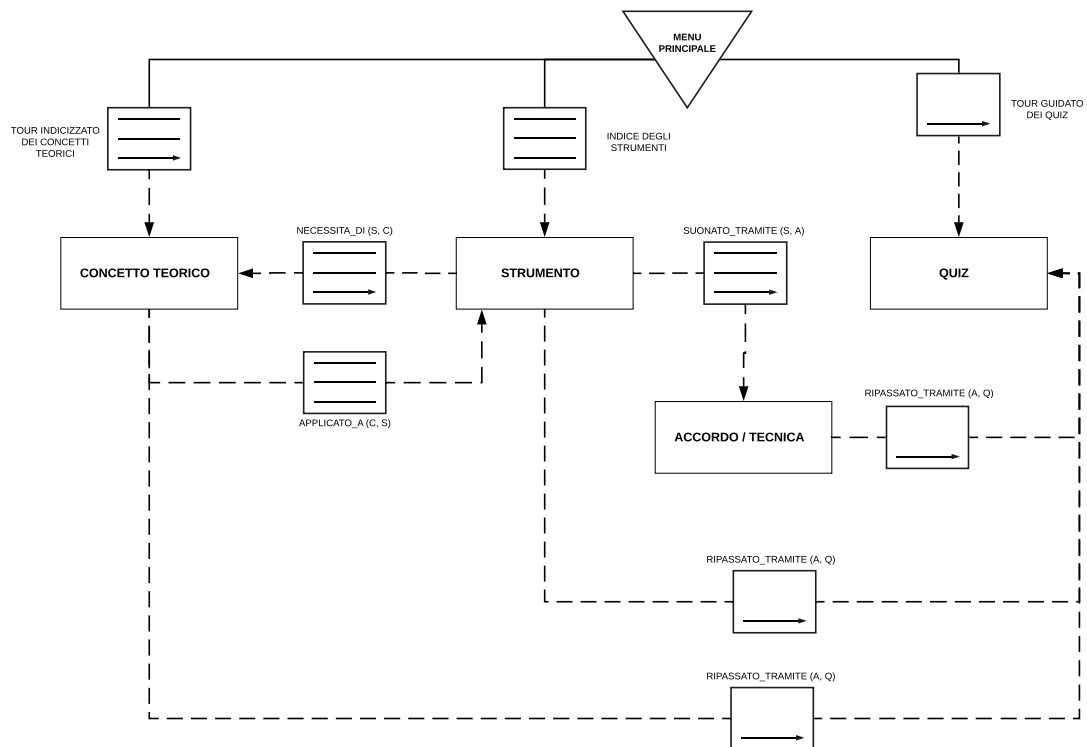 MENU
PRINCIPALE
TOUR INDICIZZATO
DEI CONCETTI
TEORICI
INDICE DEGLI
STRUMENTI
TOUR GUIDATO
DEI QUIZ
NECESSITA_DI (S, C)
SUONATO_TRAMITE (S, A)
CONCETTO TEORICO
STRUMENTO
QUIZ
APPLICATO_A (C, S)
RIPASSATO_TRAMITE (A, Q)
ACCORDO / TECNICA
RIPASSATO_TRAMITE (A, Q)
RIPASSATO_TRAMITE (A, Q)